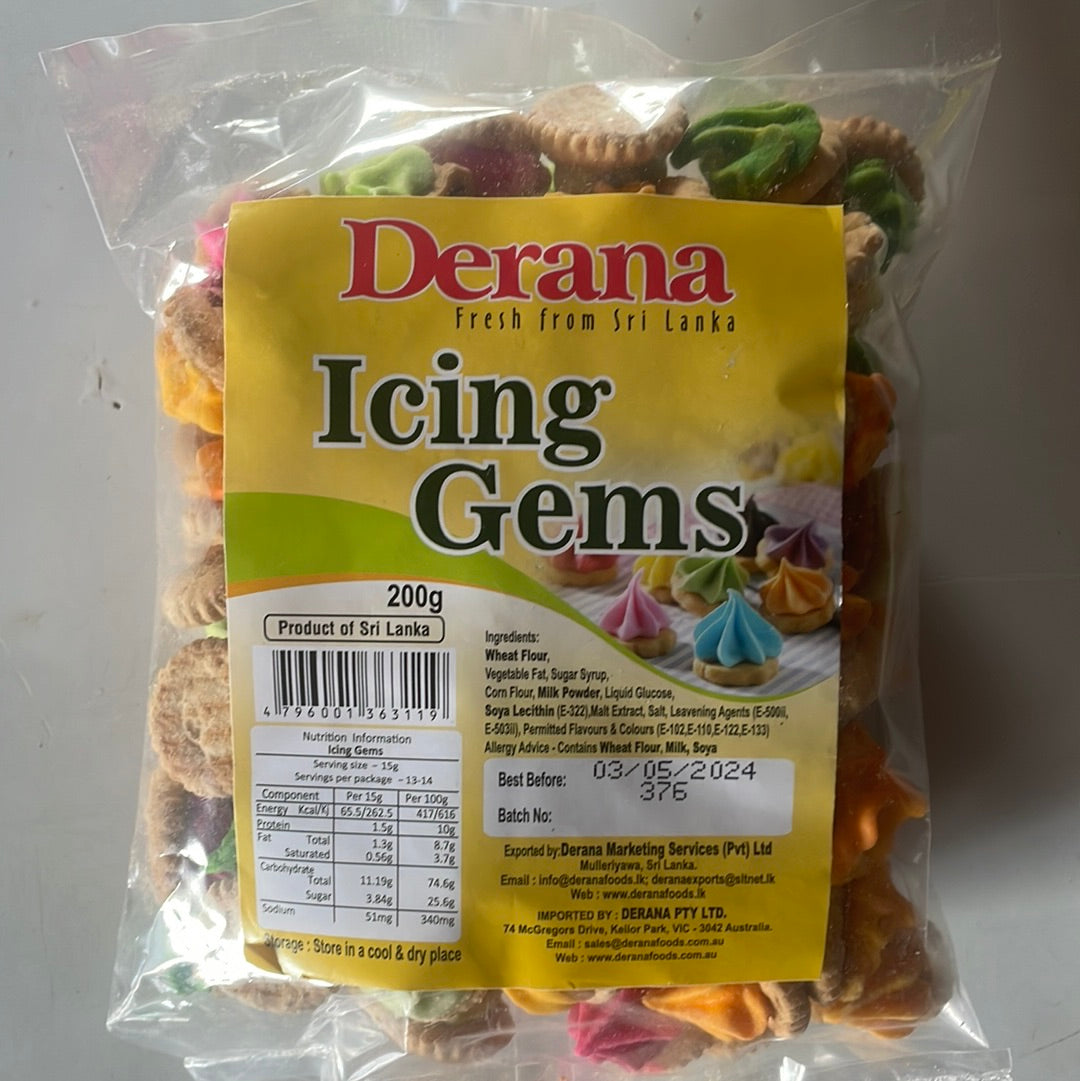 Derana
Fresh from Sri Lanka
Icing
Gems
200g
Product of Sri Lanka
4 796001 363119
Nutrition Information
Icing Gems
Serving size - 15g
Servings per package - 13-14
Component Per 15g Per 100g
Energy Kcal/Kj 65.5/262.5 417/616
Protein 1.5g 10g
Fat Total 1.3g 8.7g
Saturated 0.56g 3.7g
Carbohydrate
Total 11.19g 74.6g
Sugar 3.84g 25.6g
Sodium 51mg 340mg
Storage : Store in a cool & dry place
Ingredients:
Wheat Flour,
Vegetable Fat, Sugar Syrup,
Corn Flour, Milk Powder, Liquid Glucose,
Soya Lecithin (E-322),Malt Extract, Salt, Leavening Agents (E-500ii,
E-503ii), Permitted Flavours & Colours (E-102,E-110,E-122,E-133)
Allergy Advice - Contains Wheat Flour, Milk, Soya
Best Before: 03/05/2024
376
Batch No:
Exported by:Derana Marketing Services (Pvt) Ltd
Mulleriyawa, Sri Lanka.
Email : info@deranafoods.lk; deranaexports@sltnet.lk
Web : www.deranafoods.lk
IMPORTED BY : DERANA PTY LTD.
74 McGregors Drive, Keilor Park, VIC - 3042 Australia.
Email : sales@deranafoods.com.au
Web : www.deranafoods.com.au